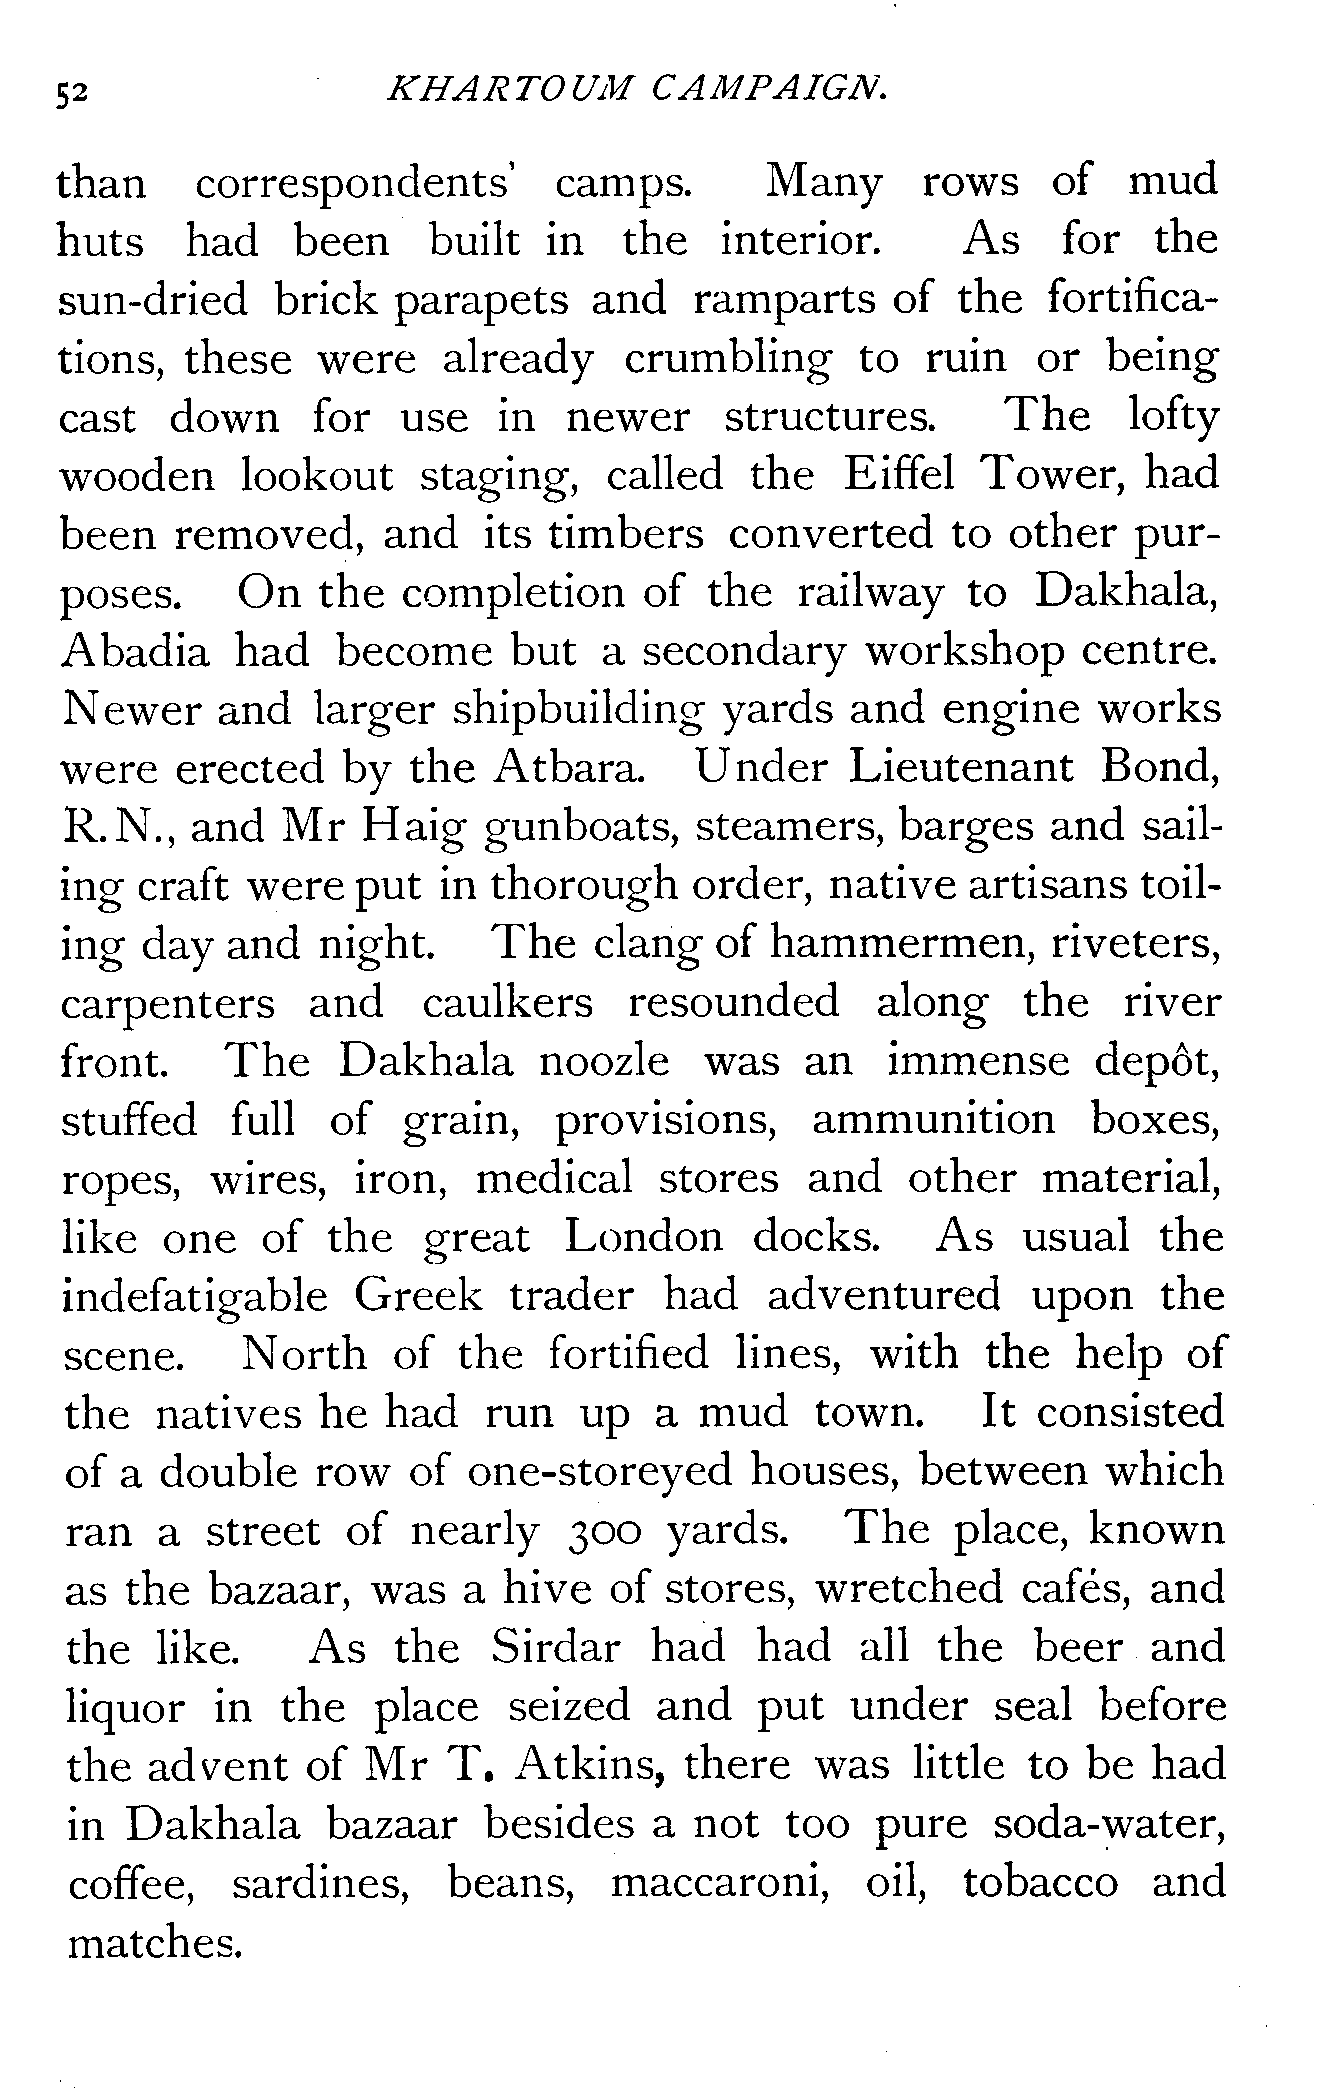 52 KHARTOUM CAMPAIGN.
than correspondents' camps. Many rows of mud
huts had been built in the interior. As for the
sun-dried brick parapets and ramparts of the fortifica-
tions, these were already crumbling to ruin or being
cast down for use in newer structures. The lofty
wooden lookout staging, called the Eiffel Tower, had
been removed, and its timbers converted to other pur-
poses. On the completion of the railway to Dakhala,
Abadia had become but a secondary workshop centre.
Newer and larger shipbuilding yards and engine works
were erected by the Atbara. Under Lieutenant Bond,
R.N., and Mr Haig gunboats, steamers, barges and sail-
ing craft were put in thorough order, native artisans toil-
ing day and night. The clang of hammermen, riveters,
carpenters and caulkers resounded along the river
front. The Dakhala noozle was an immense depôt,
stuffed full of grain, provisions, ammunition boxes,
ropes, wires, iron, medical stores and other material,
like one of the great London docks. As usual the
indefatigable Greek trader had adventured upon the
scene. North of the fortified lines, with the help of
the natives he had run up a mud town. It consisted
of a double row of one-storeyed houses, between which
ran a street of nearly 300 yards. The place, known
as the bazaar, was a hive of stores, wretched cafés, and
the like. As the Sirdar had had all the beer and
liquor in the place seized and put under seal before
the advent of Mr T. Atkins, there was little to be had
in Dakhala bazaar besides a not too pure soda-water,
coffee, sardines, beans, maccaroni, oil, tobacco and
matches.